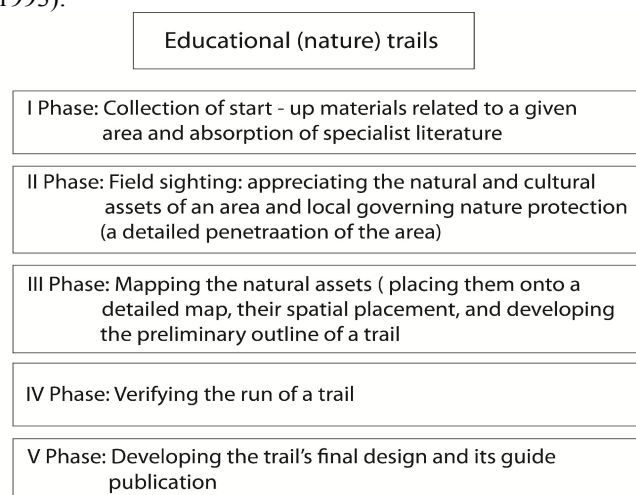 1995).
Educational (nature) trails
I Phase: Collection of start - up materials related to a given
area and absorption of specialist literature
II Phase: Field sighting: appreciating the natural and cultural
assets of an area and local governing nature protection
(a detailed penetraation of the area)
III Phase: Mapping the natural assets ( placing them onto a
detailed map, their spatial placement, and developing
the preliminary outline of a trail
IV Phase: Verifying the run of a trail
V Phase: Developing the trail's final design and its guide
publication